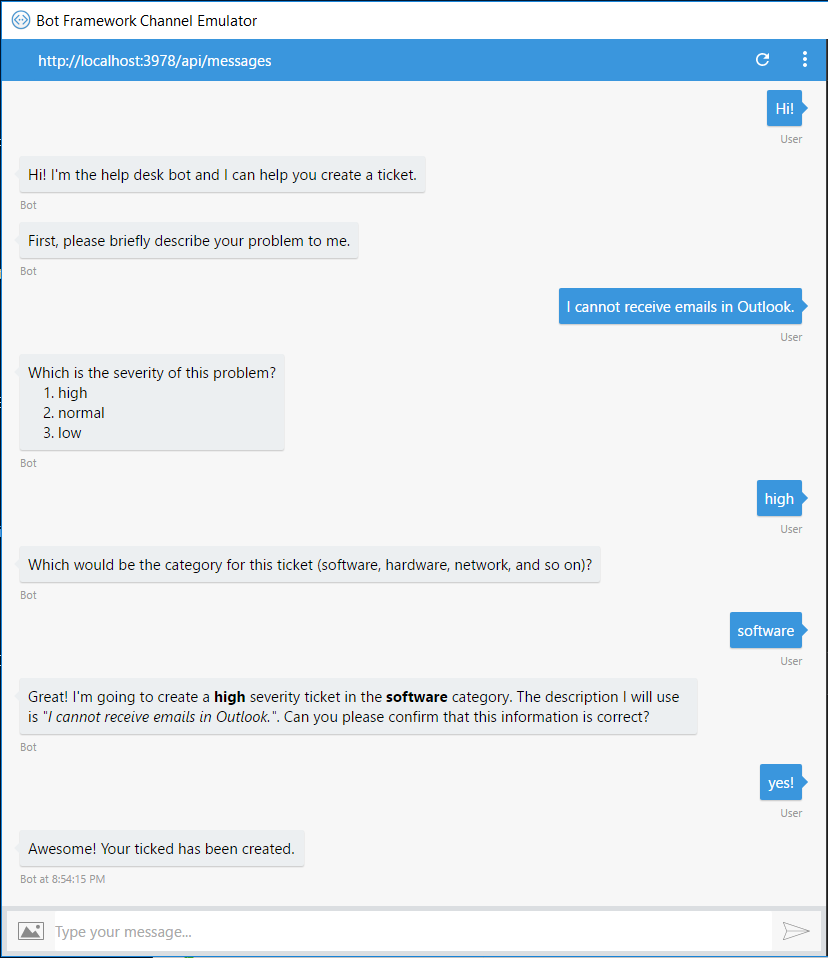 Bot Framework Channel Emulator
http://localhost:3978/api/messages
Hi!
User
Hi! I'm the help desk bot and I can help you create a ticket.
Bot
First, please briefly describe your problem to me.
Bot
I cannot receive emails in Outlook.
User
Which is the severity of this problem?
1. high
2. normal
3. low
Bot
high
User
Which would be the category for this ticket (software, hardware, network, and so on)?
Bot
software
User
Great! I'm going to create a high severity ticket in the software category. The description I will use
is "I cannot receive emails in Outlook.". Can you please confirm that this information is correct?
Bot
yes!
User
Awesome! Your ticked has been created.
Bot at 8:54:15 PM
Type your message...